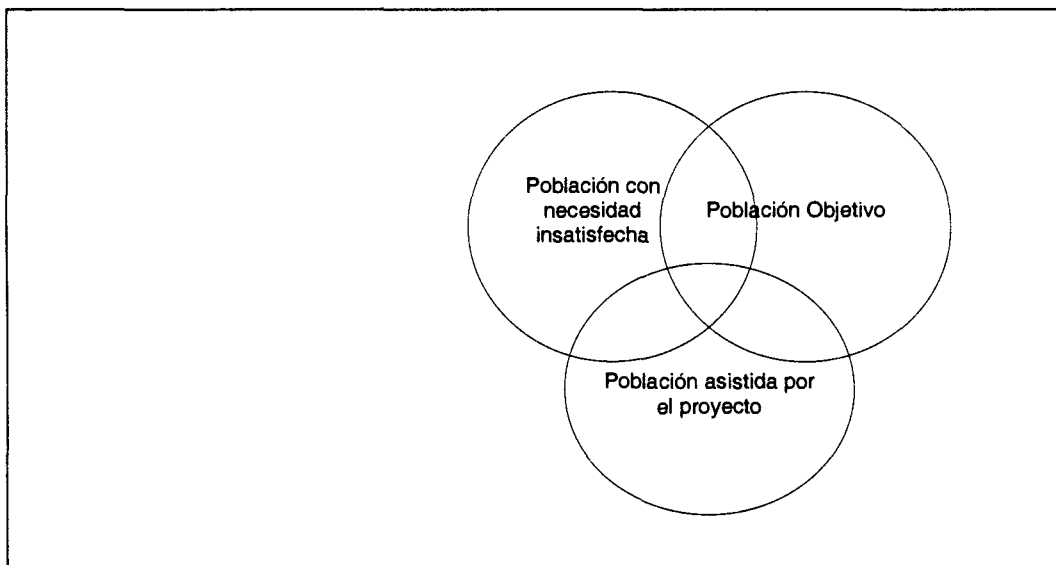 Población con
necesidad
insatisfecha
Población Objetivo
Población asistida por
el proyecto